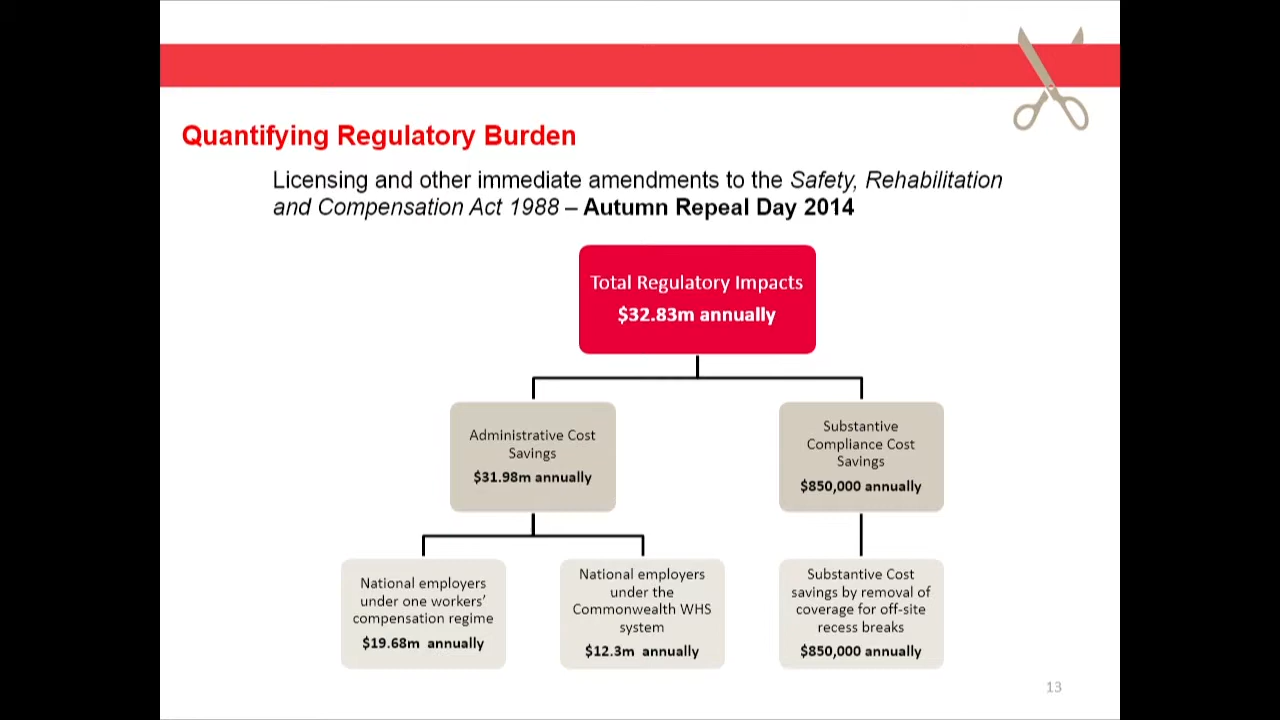 Quantifying Regulatory Burden
Licensing and other immediate amendments to the Safety, Rehabilitation
and Compensation Act 1988 – Autumn Repeal Day 2014
Total Regulatory Impacts
$32.83m annually
Administrative Cost
Savings
$31.98m annually
Substantive
Compliance Cost
Savings
$850,000 annually
National employers
under one workers’
compensation regime
$19.68m annually
National employers
under the
Commonwealth WHS
system
$12.3m annually
Substantive Cost
savings by removal of
coverage for off-site
recess breaks
$850,000 annually
13